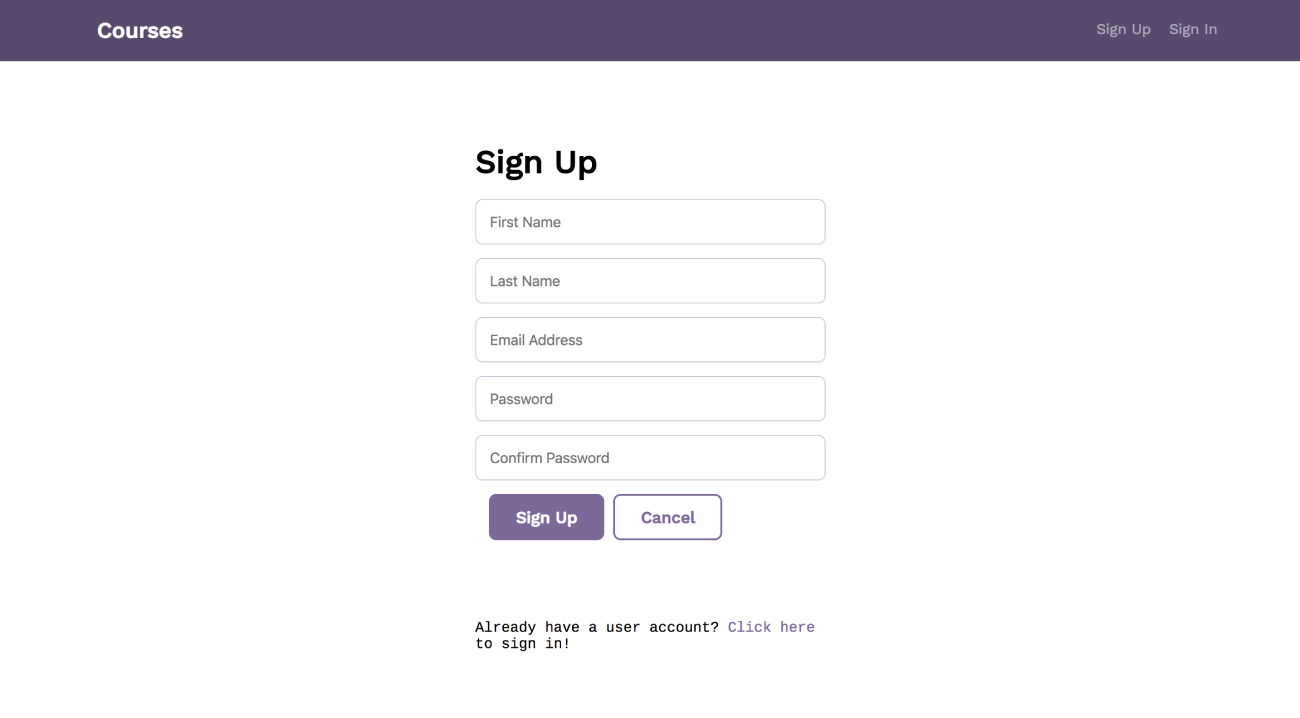 Courses
Sign Up
Sign In
Sign Up
First Name
Last Name
Email Address
Password
Confirm Password
Sign Up
Cancel
Already have a user account? Click here
to sign in!